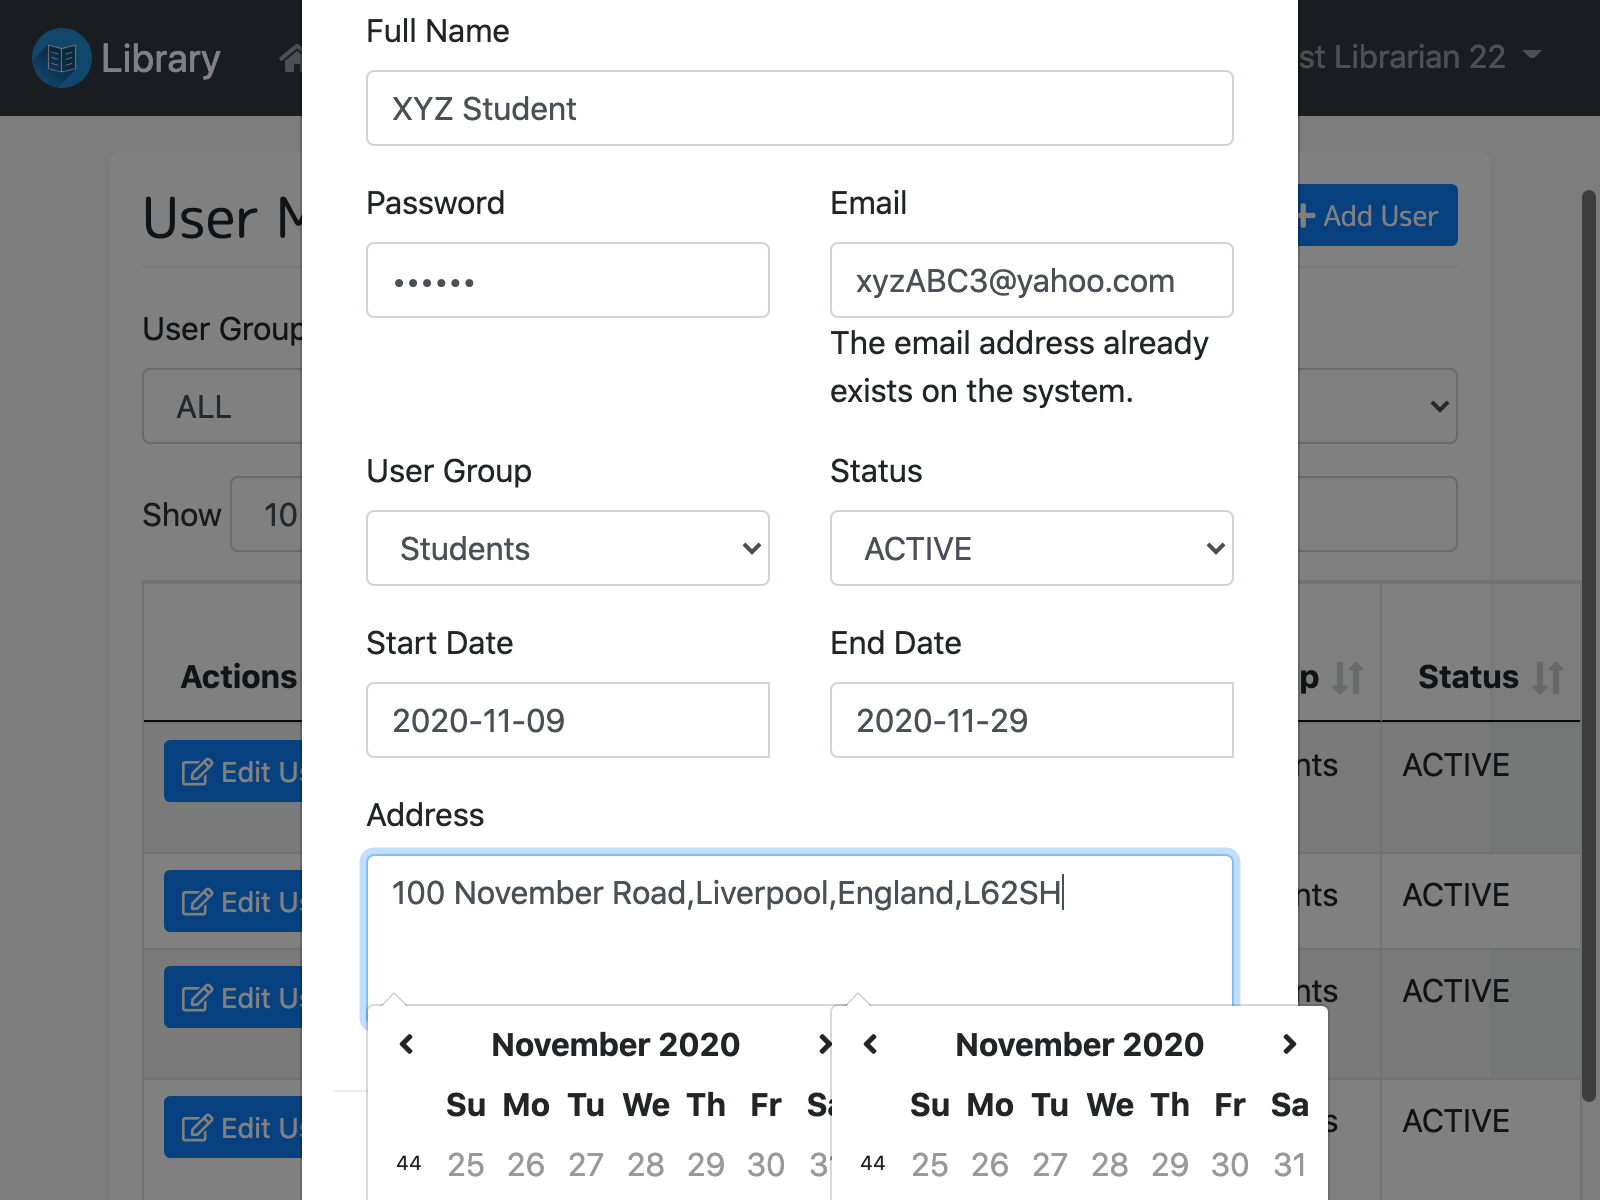 Library
st Librarian 22
Full Name
XYZ Student
User M
Add User
Password
Email
••••••
xyzABC3@yahoo.com
The email address already
exists on the system.
User Group
ALL
User Group
Status
Show 10
Students
ACTIVE
Start Date
End Date
Actions
p
Status
2020-11-09
2020-11-29
Edit Us
nts
ACTIVE
Address
100 November Road,Liverpool,England,L62SH
Edit Us
nts
ACTIVE
Edit Us
nts
ACTIVE
November 2020
November 2020
Su Mo Tu We Th Fr Sa
Su Mo Tu We Th Fr Sa
Edit Us
s
ACTIVE
44 25 26 27 28 29 30 31
44 25 26 27 28 29 30 31